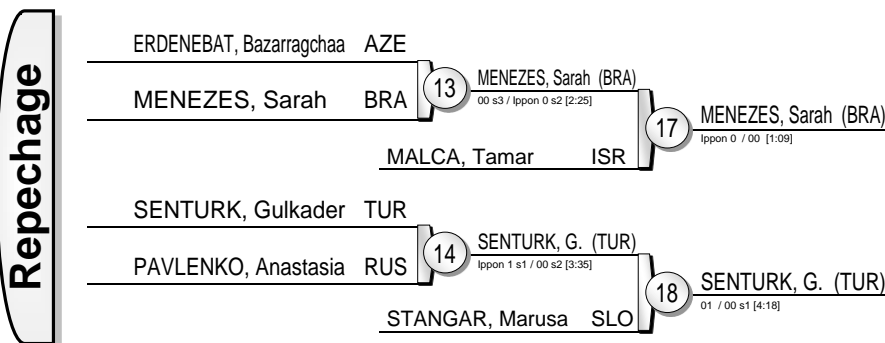 Repechage
ERDENEBAT, Bazarragchaa AZE
MENEZES, Sarah BRA
13
MENEZES, Sarah (BRA)
00 s3 / Ippon 0 s2 [2:25]
MALCA, Tamar ISR
17
MENEZES, Sarah (BRA)
Ippon 0 / 00 [1:09]
SENTURK, Gulkader TUR
PAVLENKO, Anastasia RUS
14
SENTURK, G. (TUR)
Ippon 1 s1 / 00 s2 [3:35]
STANGAR, Marusa SLO
18
SENTURK, G. (TUR)
01 / 00 s1 [4:18]